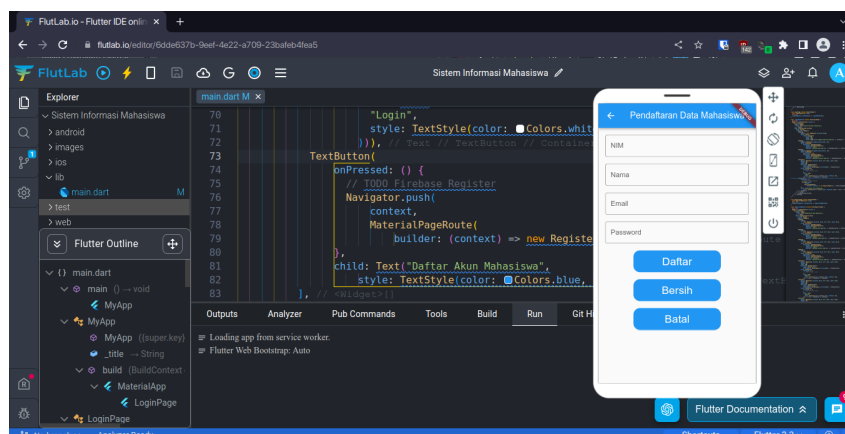 FlutLab.io - Flutter IDE onlin
flutlab.io/editor/6dde637b-9eef-4e22-a709-23bafeb4fea5
142
FlutLab
G
Sistem Informasi Mahasiswa
A
Explorer
Sistem Informasi Mahasiswa
> android
> images
> ios
lib
main.dart M
> test
> web
Flutter Outline
{} main.dart
main () → void
MyApp
MyApp
MyApp ({super.key}
_title → String
build (BuildContext
MaterialApp
LoginPage
LoginPage
main.dart M
70 "Login",
71 style: TextStyle(color: Colors.whit
72 ))), // Text // TextButton // Container
73 TextButton(
74 onPressed: () {
75 // TODO Firebase Register
76 Navigator.push(
77 context,
78 MaterialPageRoute(
79 builder: (context) => new Registe
80 },
81 child: Text("Daftar Akun Mahasiswa",
82 style: TextStyle(color: Colors.blue,
83 ], // <Widget>[]
Outputs Analyzer Pub Commands Tools Build Run Git H
Loading app from service worker.
Flutter Web Bootstrap: Auto
Pendaftaran Data Mahasiswa
DEBUG
NIM
Nama
Email
Password
Daftar
Bersih
Batal
Flutter Documentation